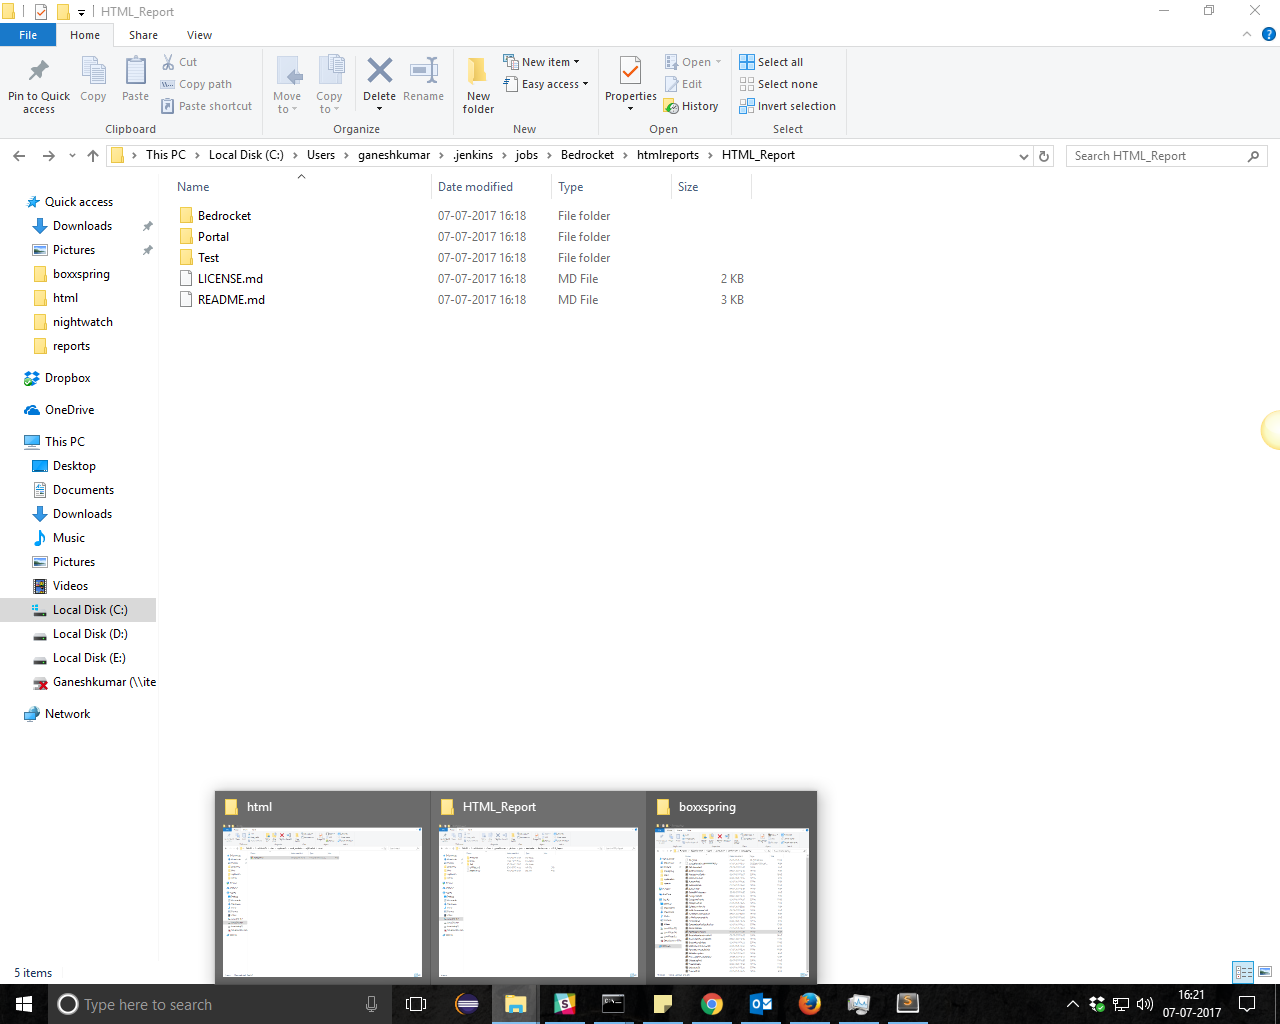 HTML_Report
File Home Share View
Pin to Quick access
Copy
Paste
Cut
Copy path
Paste shortcut
Clipboard
Move to
Copy to
Delete
Rename
Organize
New folder
New item
Easy access
New
Properties
Open
Edit
History
Open
Select all
Select none
Invert selection
Select
This PC Local Disk (C:) Users ganeshkumar .jenkins jobs Bedrocket htmlreports HTML_Report
Search HTML_Report
Name Date modified Type Size
Bedrocket 07-07-2017 16:18 File folder
Portal 07-07-2017 16:18 File folder
Test 07-07-2017 16:18 File folder
LICENSE.md 07-07-2017 16:18 MD File 2 KB
README.md 07-07-2017 16:18 MD File 3 KB
Quick access
Downloads
Pictures
boxxspring
html
nightwatch
reports
Dropbox
OneDrive
This PC
Desktop
Documents
Downloads
Music
Pictures
Videos
Local Disk (C:)
Local Disk (D:)
Local Disk (E:)
Ganeshkumar (\\ite
Network
html
HTML_Report
boxxspring
5 items
Type here to search
16:21
07-07-2017